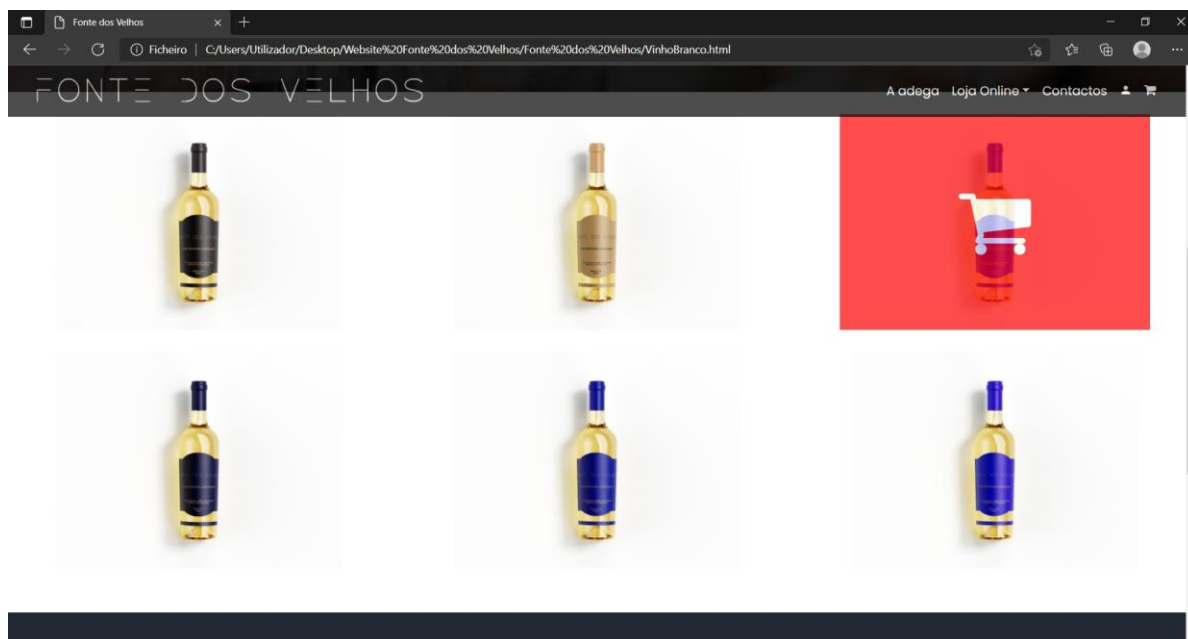 Fonte dos Velhos
Ficheiro | C:/Users/Utilizador/Desktop/Website%20Fonte%20dos%20Velhos/Fonte%20dos%20Velhos/VinhoBranco.html
FONTE DOS VELHOS
A adega Loja Online Contactos